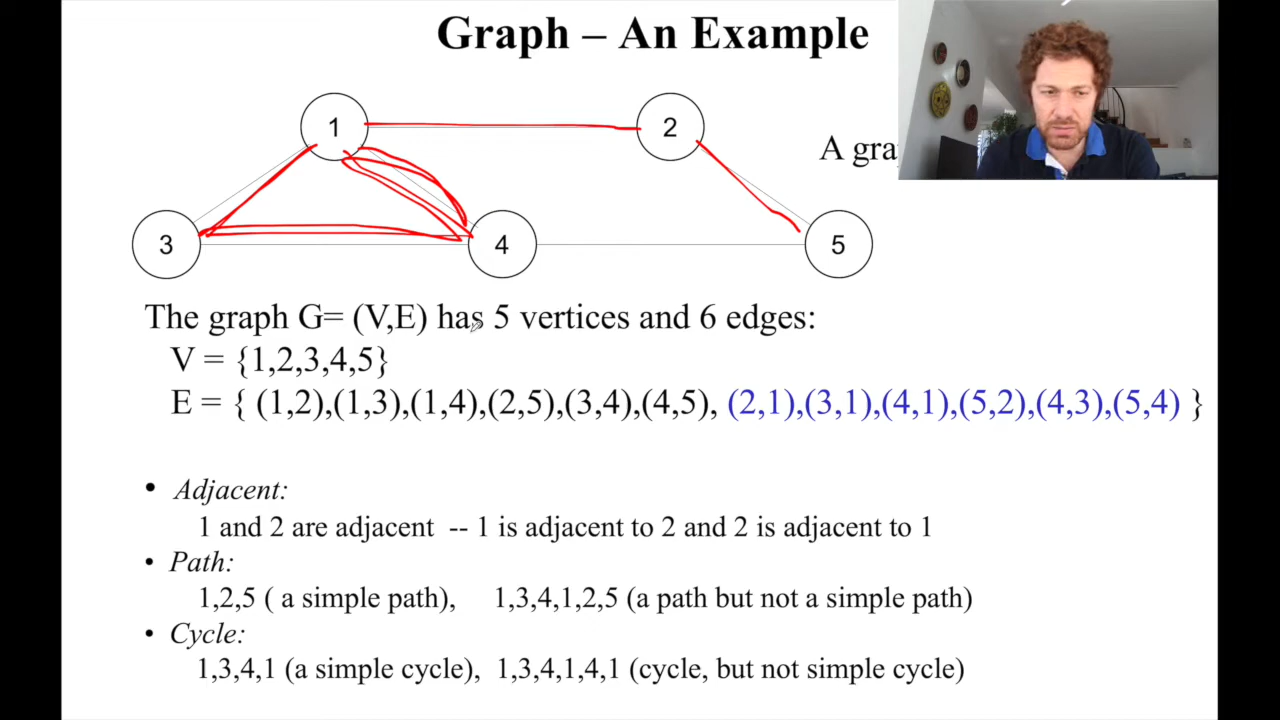 Graph – An Example
1
2
A gra
3
4
5
The graph G= (V,E) has 5 vertices and 6 edges:
V = {1,2,3,4,5}
E = { (1,2),(1,3),(1,4),(2,5),(3,4),(4,5), (2,1),(3,1),(4,1),(5,2),(4,3),(5,4) }
• Adjacent:
1 and 2 are adjacent -- 1 is adjacent to 2 and 2 is adjacent to 1
• Path:
1,2,5 ( a simple path), 1,3,4,1,2,5 (a path but not a simple path)
• Cycle:
1,3,4,1 (a simple cycle), 1,3,4,1,4,1 (cycle, but not simple cycle)